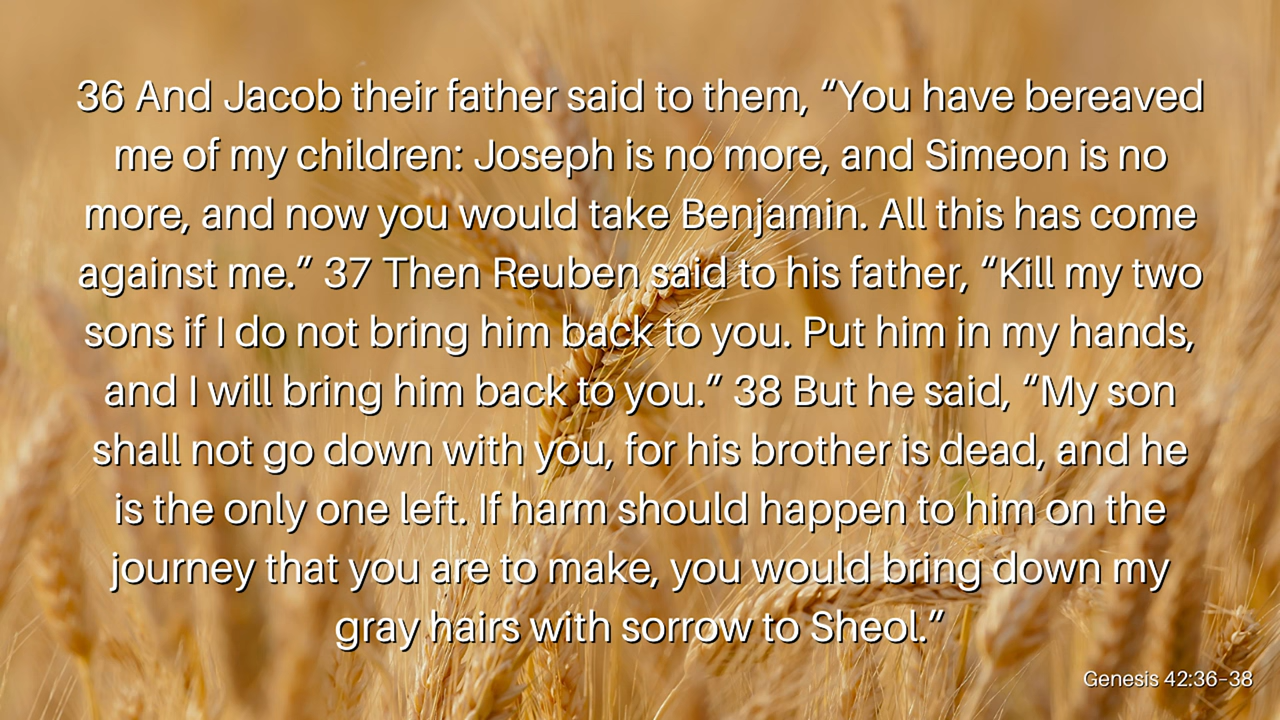 36 And Jacob their father said to them, “You have bereaved
me of my children: Joseph is no more, and Simeon is no
more, and now you would take Benjamin. All this has come
against me.” 37 Then Reuben said to his father, “Kill my two
sons if I do not bring him back to you. Put him in my hands,
and I will bring him back to you.” 38 But he said, “My son
shall not go down with you, for his brother is dead, and he
is the only one left. If harm should happen to him on the
journey that you are to make, you would bring down my
gray hairs with sorrow to Sheol.”
Genesis 42:36–38